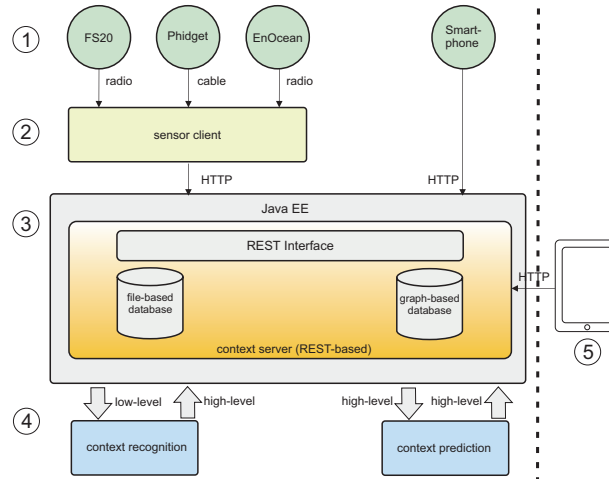 1
FS20
Phidget
EnOcean
Smart-
phone
radio
cable
radio
2
sensor client
HTTP
HTTP
3
Java EE
REST Interface
file-based
database
graph-based
database
context server (REST-based)
HTTP
5
4
low-level
high-level
high-level
high-level
context recognition
context prediction